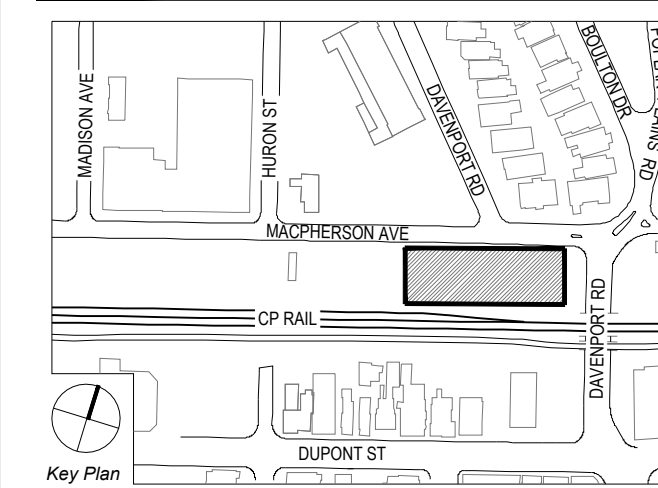 MADISON AVE
HURON ST
DAVENPORT RD
BOULTON DR
RD
MACPHERSON AVE
CP RAIL
DAVENPORT RD
DUPONT ST
Key Plan